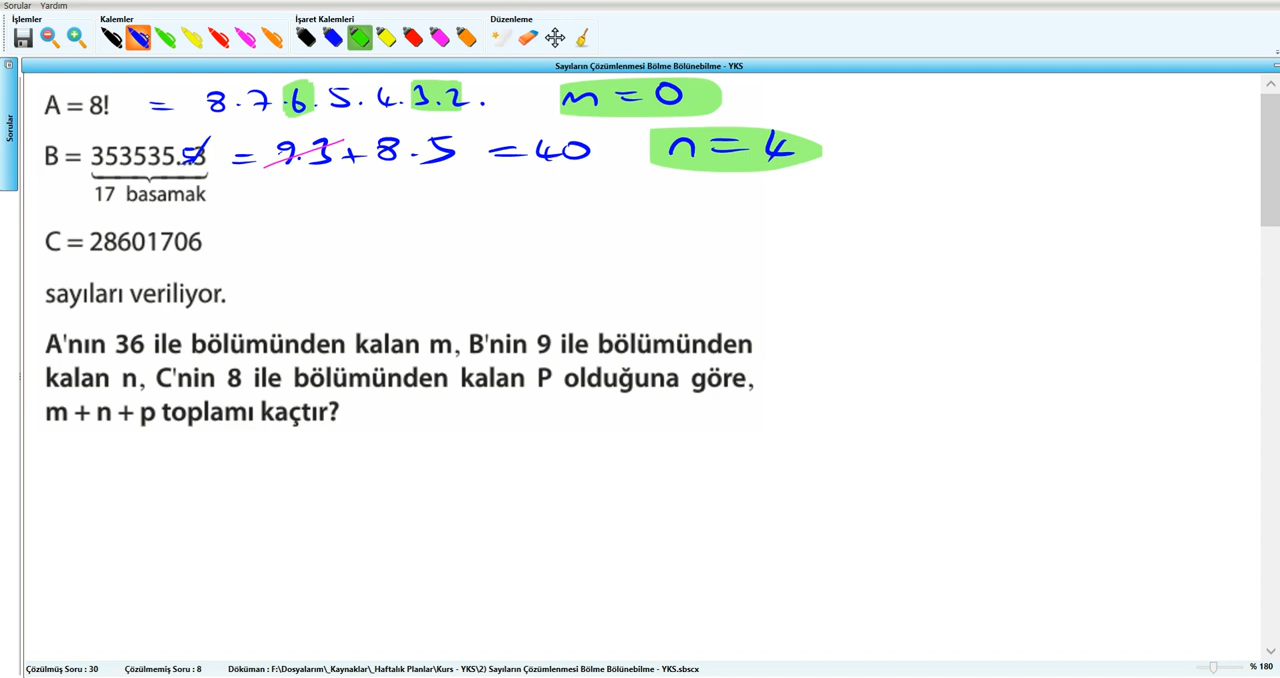 Sorular Yardım
İşlemler Kalemler İşaret Kalemleri Düzenleme
Sayıların Çözümlenmesi Bölme Bölünebilme - YKS
Sorular
A = 8! = 8.7.6.5.4.3.2. m = 0
B = 353535...3 = 9.3 + 8.5 = 40 n = 4
17 basamak
C = 28601706
sayıları veriliyor.
A'nın 36 ile bölümünden kalan m, B'nin 9 ile bölümünden
kalan n, C'nin 8 ile bölümünden kalan P olduğuna göre,
m + n + p toplamı kaçtır?
Çözülmüş Soru : 30 Çözülmemiş Soru : 8 Döküman : F:\Dosyalarım\_Kaynaklar\_Haftalık Planlar\Kurs - YKS\2) Sayıların Çözümlenmesi Bölme Bölünebilme - YKS.sbscx % 180